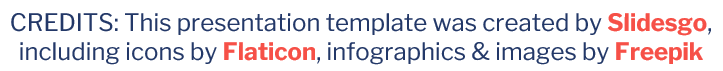 CREDITS: This presentation template was created by Slidesgo,
including icons by Flaticon, infographics & images by Freepik